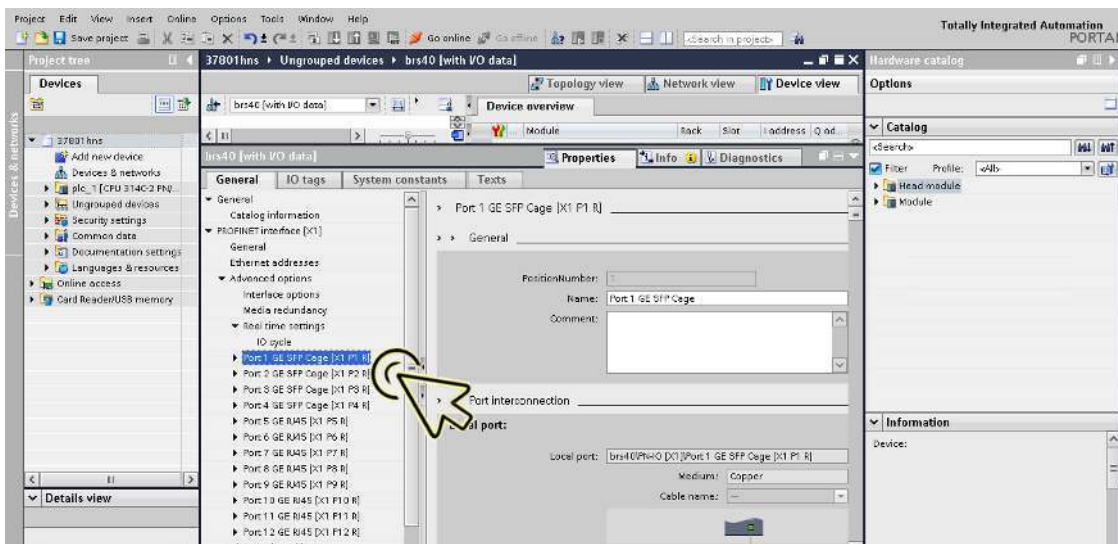 Project Edit View Insert Online Options Tools Window Help
Totally Integrated Automation
PORTAL
Save project
Go online
Go offline
<Search in project>
Project tree
37801hns Ungrouped devices brs40 [with I/O data]
Hardware catalog
Devices
Topology view Network view Device view
Options
brs40 [with I/O data]
Device overview
Module Rack Slot I address Q ad...
Catalog
<Search>
Filter Profile: <All>
Head module
Module
Devices & networks
37801hns
Add new device
Devices & networks
plc_1 [CPU 314C-2 PN/...
Ungrouped devices
Security settings
Common data
Documentation settings
Languages & resources
Online access
Card Reader/USB memory
Details view
brs40 [with I/O data]
Properties Info Diagnostics
General IO tags System constants Texts
General
Catalog information
PROFINET interface [X1]
General
Ethernet addresses
Advanced options
Interface options
Media redundancy
Real time settings
IO cycle
Port 1 GE SFP Cage [X1 P1 R]
Port 2 GE SFP Cage [X1 P2 R]
Port 3 GE SFP Cage [X1 P3 R]
Port 4 GE SFP Cage [X1 P4 R]
Port 5 GE RJ45 [X1 P5 R]
Port 6 GE RJ45 [X1 P6 R]
Port 7 GE RJ45 [X1 P7 R]
Port 8 GE RJ45 [X1 P8 R]
Port 9 GE RJ45 [X1 P9 R]
Port 10 GE RJ45 [X1 P10 R]
Port 11 GE RJ45 [X1 P11 R]
Port 12 GE RJ45 [X1 P12 R]
Port 1 GE SFP Cage [X1 P1 R]
General
PositionNumber: 1
Name: Port 1 GE SFP Cage
Comment:
Port interconnection
port:
Local port: brs40\PN-IO [X1]\Port 1 GE SFP Cage [X1 P1 R]
Medium: Copper
Cable name: ---
Information
Device: